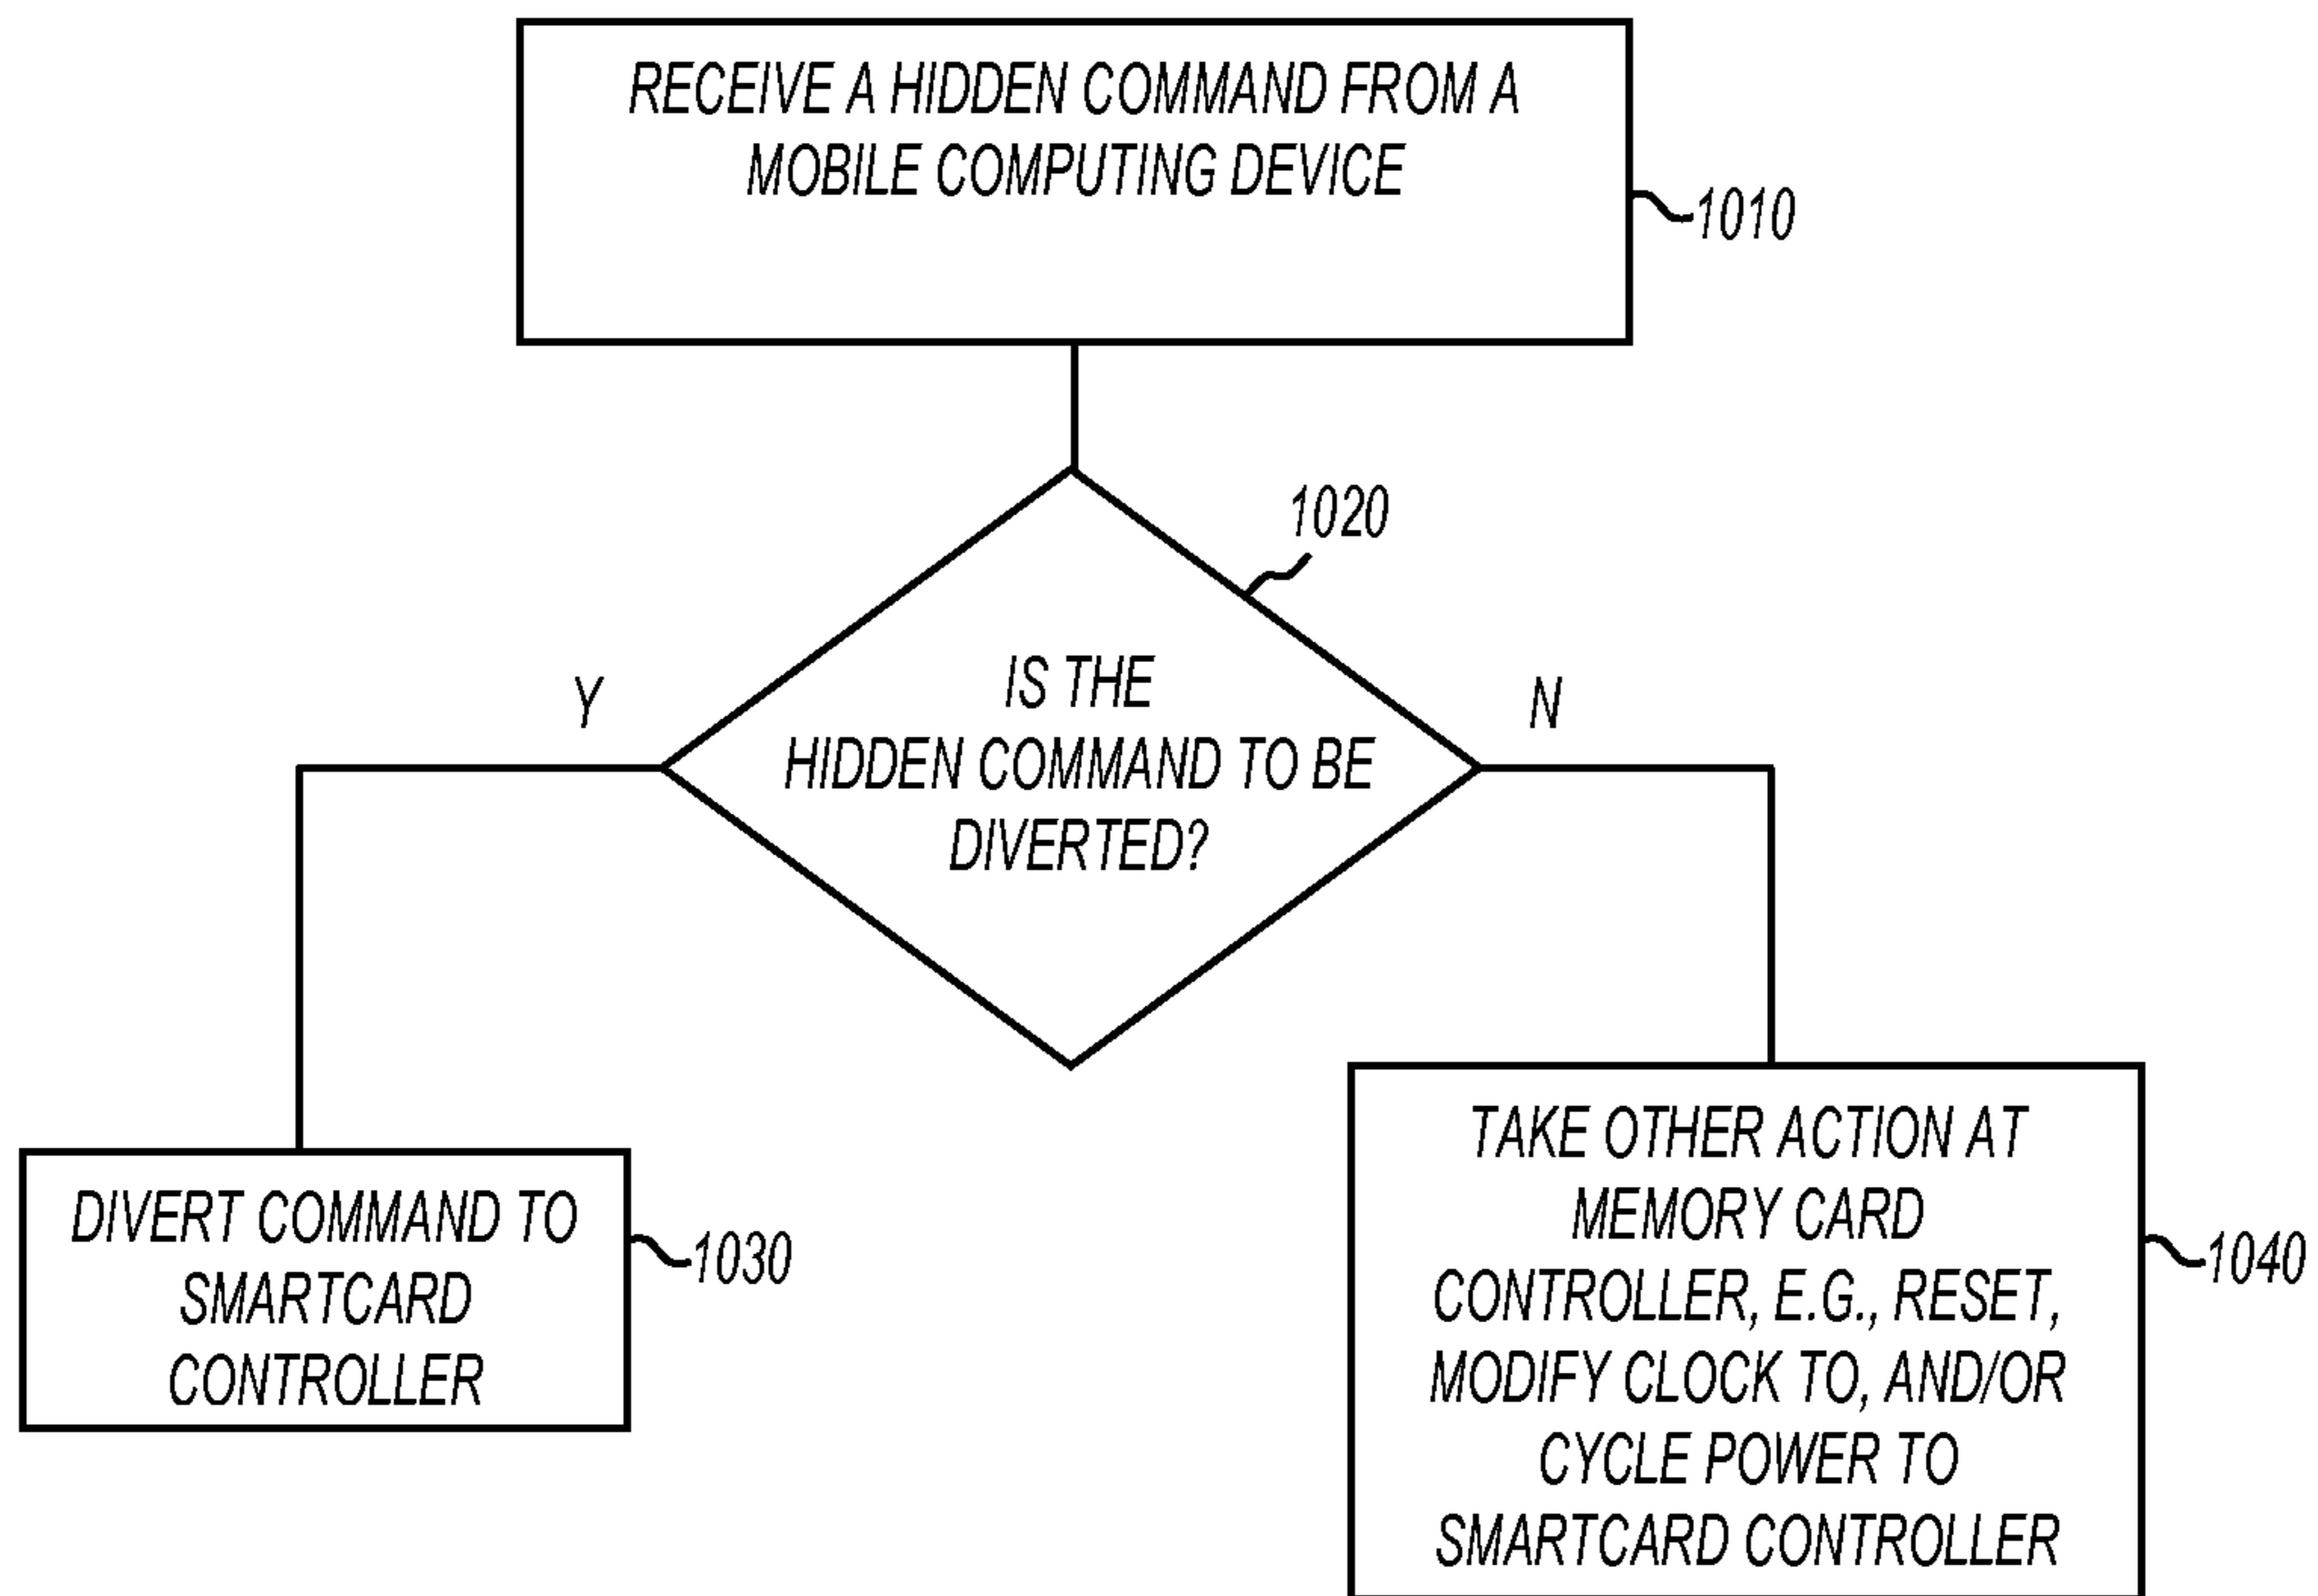 RECEIVE A HIDDEN COMMAND FROM A
MOBILE COMPUTING DEVICE
1010
1020
IS THE
HIDDEN COMMAND TO BE
DIVERTED?
Y
N
DIVERT COMMAND TO
SMARTCARD
CONTROLLER
1030
TAKE OTHER ACTION AT
MEMORY CARD
CONTROLLER, E.G., RESET,
MODIFY CLOCK TO, AND/OR
CYCLE POWER TO
SMARTCARD CONTROLLER
1040